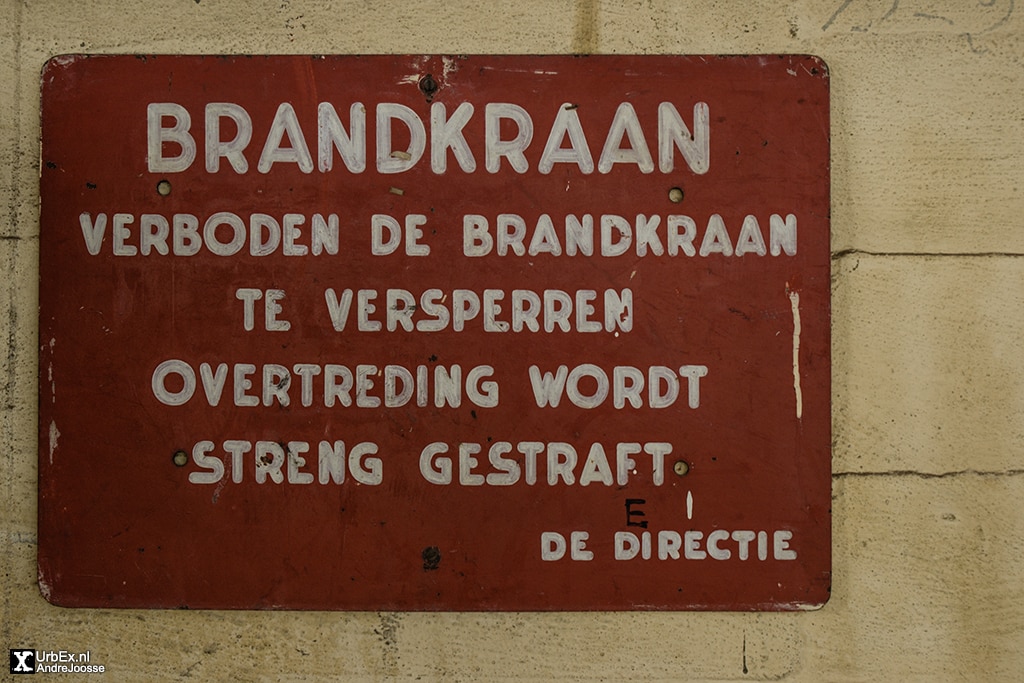 BRANDKRAAN
VERBODEN DE BRANDKRAAN
TE VERSPERREN
OVERTREDING WORDT
STRENG GESTRAFT
E
DE DIRECTIE
X UrbEx.nl
AndreJoosse